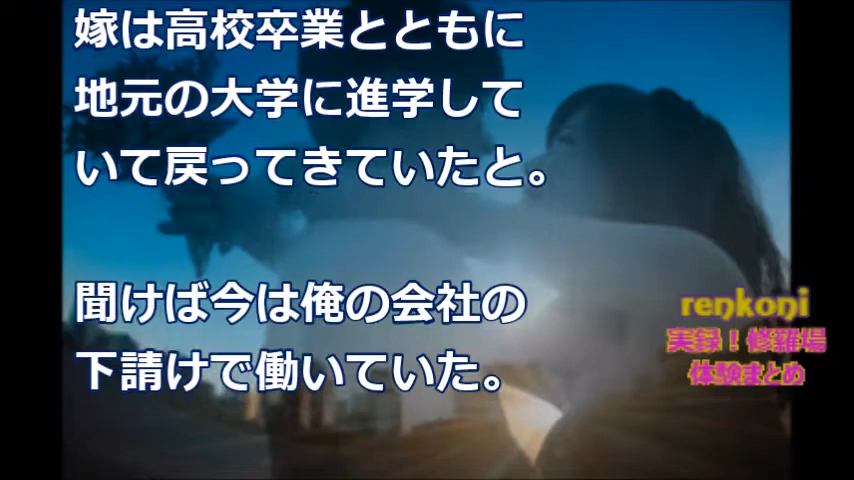 嫁は高校卒業とともに
地元の大学に進学して
いて戻ってきていたと。
聞けば今は俺の会社の
下請けで働いていた。
renkoni
実録！修羅場
体験まとめ